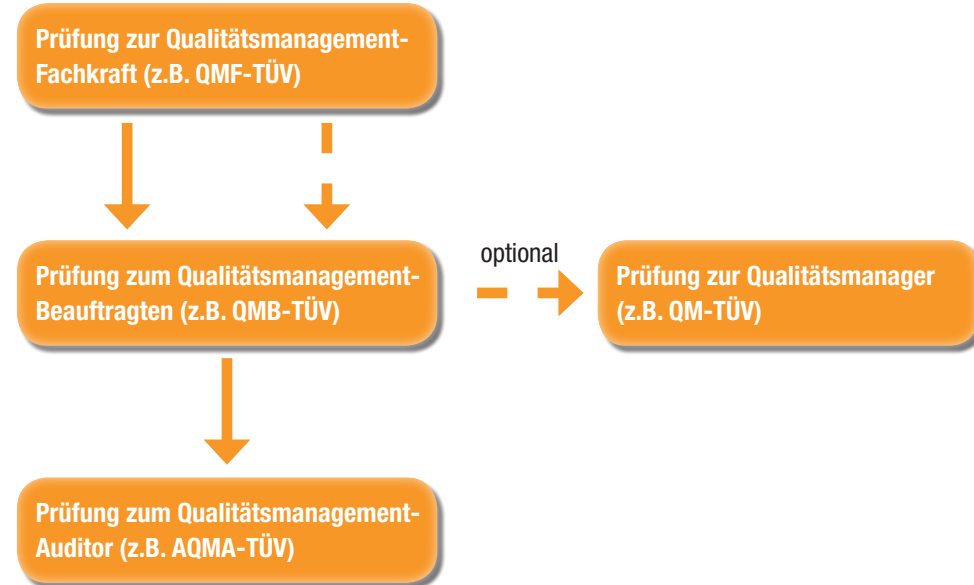 Prüfung zur Qualitätsmanagement-
Fachkraft (z.B. QMF-TÜV)
Prüfung zum Qualitätsmanagement-
Beauftragten (z.B. QMB-TÜV)
optional
Prüfung zur Qualitätsmanager
(z.B. QM-TÜV)
Prüfung zum Qualitätsmanagement-
Auditor (z.B. AQMA-TÜV)